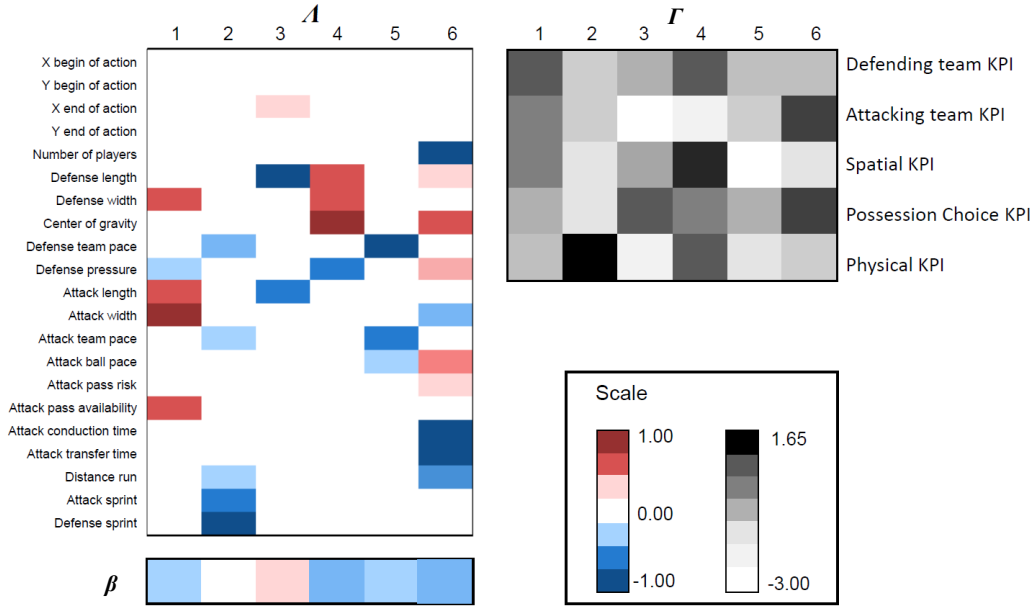 Λ
1 2 3 4 5 6
X begin of action
Y begin of action
X end of action
Y end of action
Number of players
Defense length
Defense width
Center of gravity
Defense team pace
Defense pressure
Attack length
Attack width
Attack team pace
Attack ball pace
Attack pass risk
Attack pass availability
Attack conduction time
Attack transfer time
Distance run
Attack sprint
Defense sprint
β
Γ
1 2 3 4 5 6
Defending team KPI
Attacking team KPI
Spatial KPI
Possession Choice KPI
Physical KPI
Scale
1.00 1.65
0.00
-1.00 -3.00